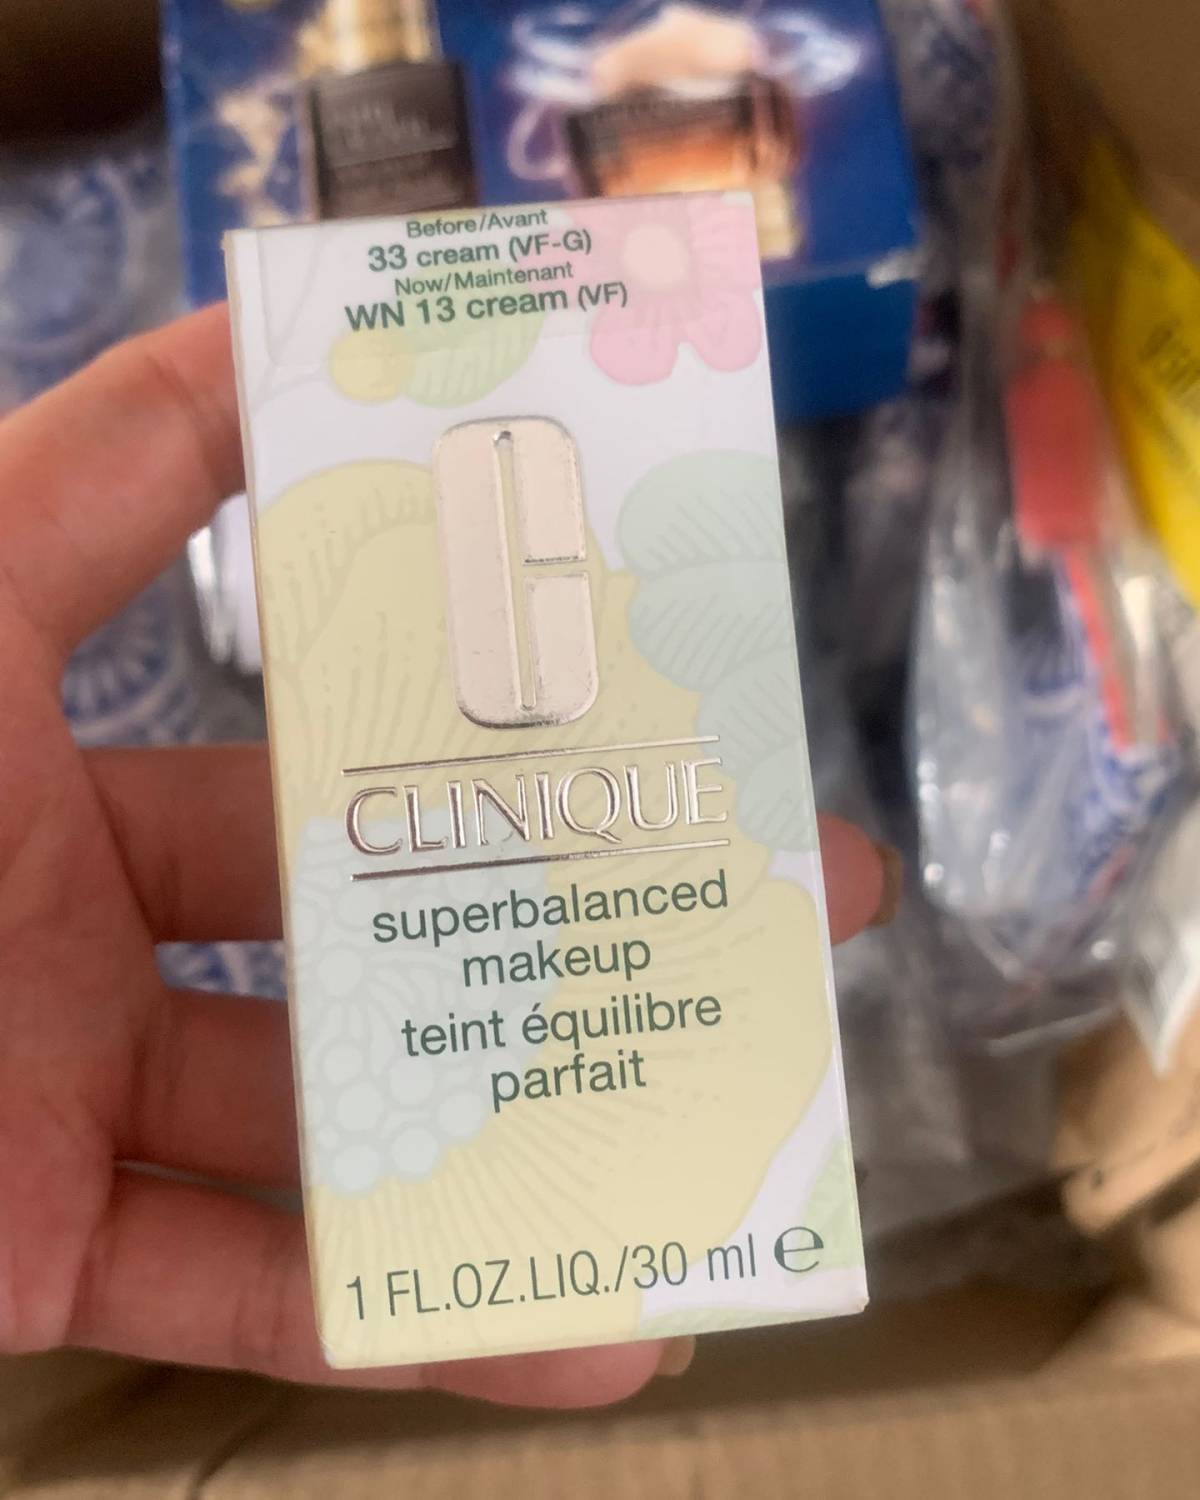 Before/Avant
33 cream (VF-G)
Now/Maintenant
WN 13 cream (VF)
CLINIQUE
superbalanced
makeup
teint équilibre
parfait
1 FL.OZ.LIQ./30 ml ℮